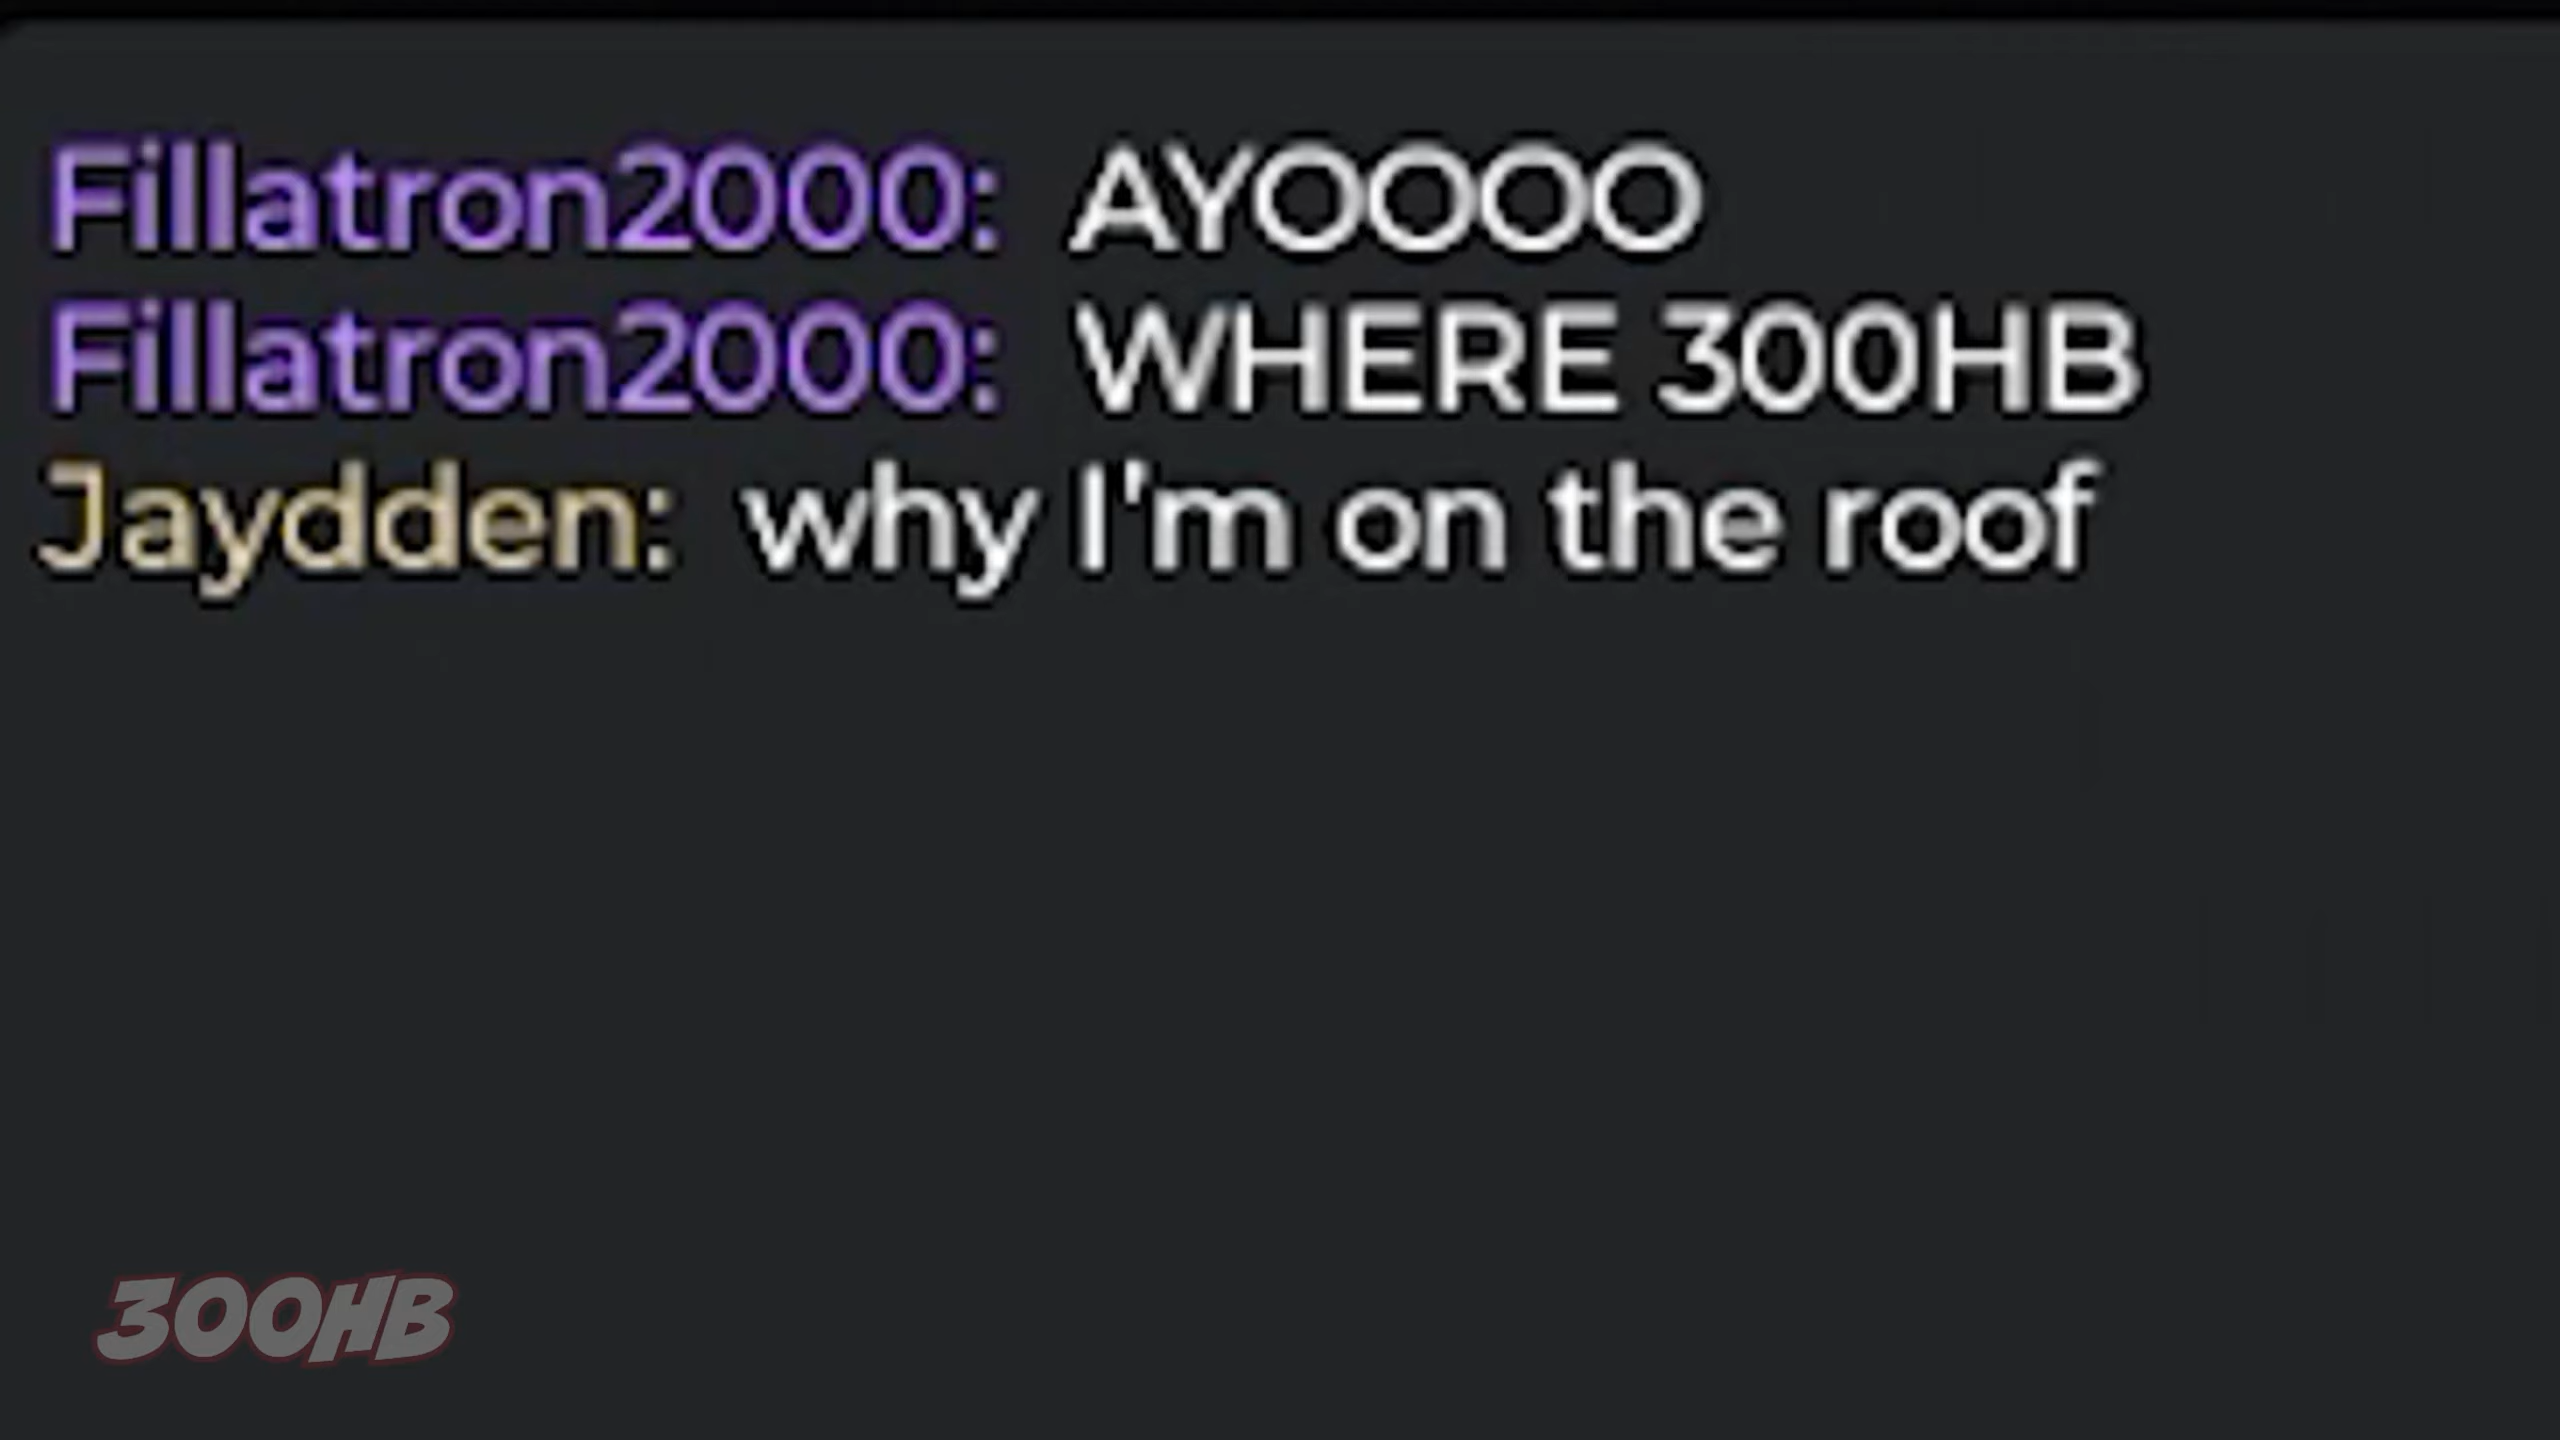 Fillatron2000: AYOOOO
Fillatron2000: WHERE 300HB
Jaydden: why I'm on the roof
300HB